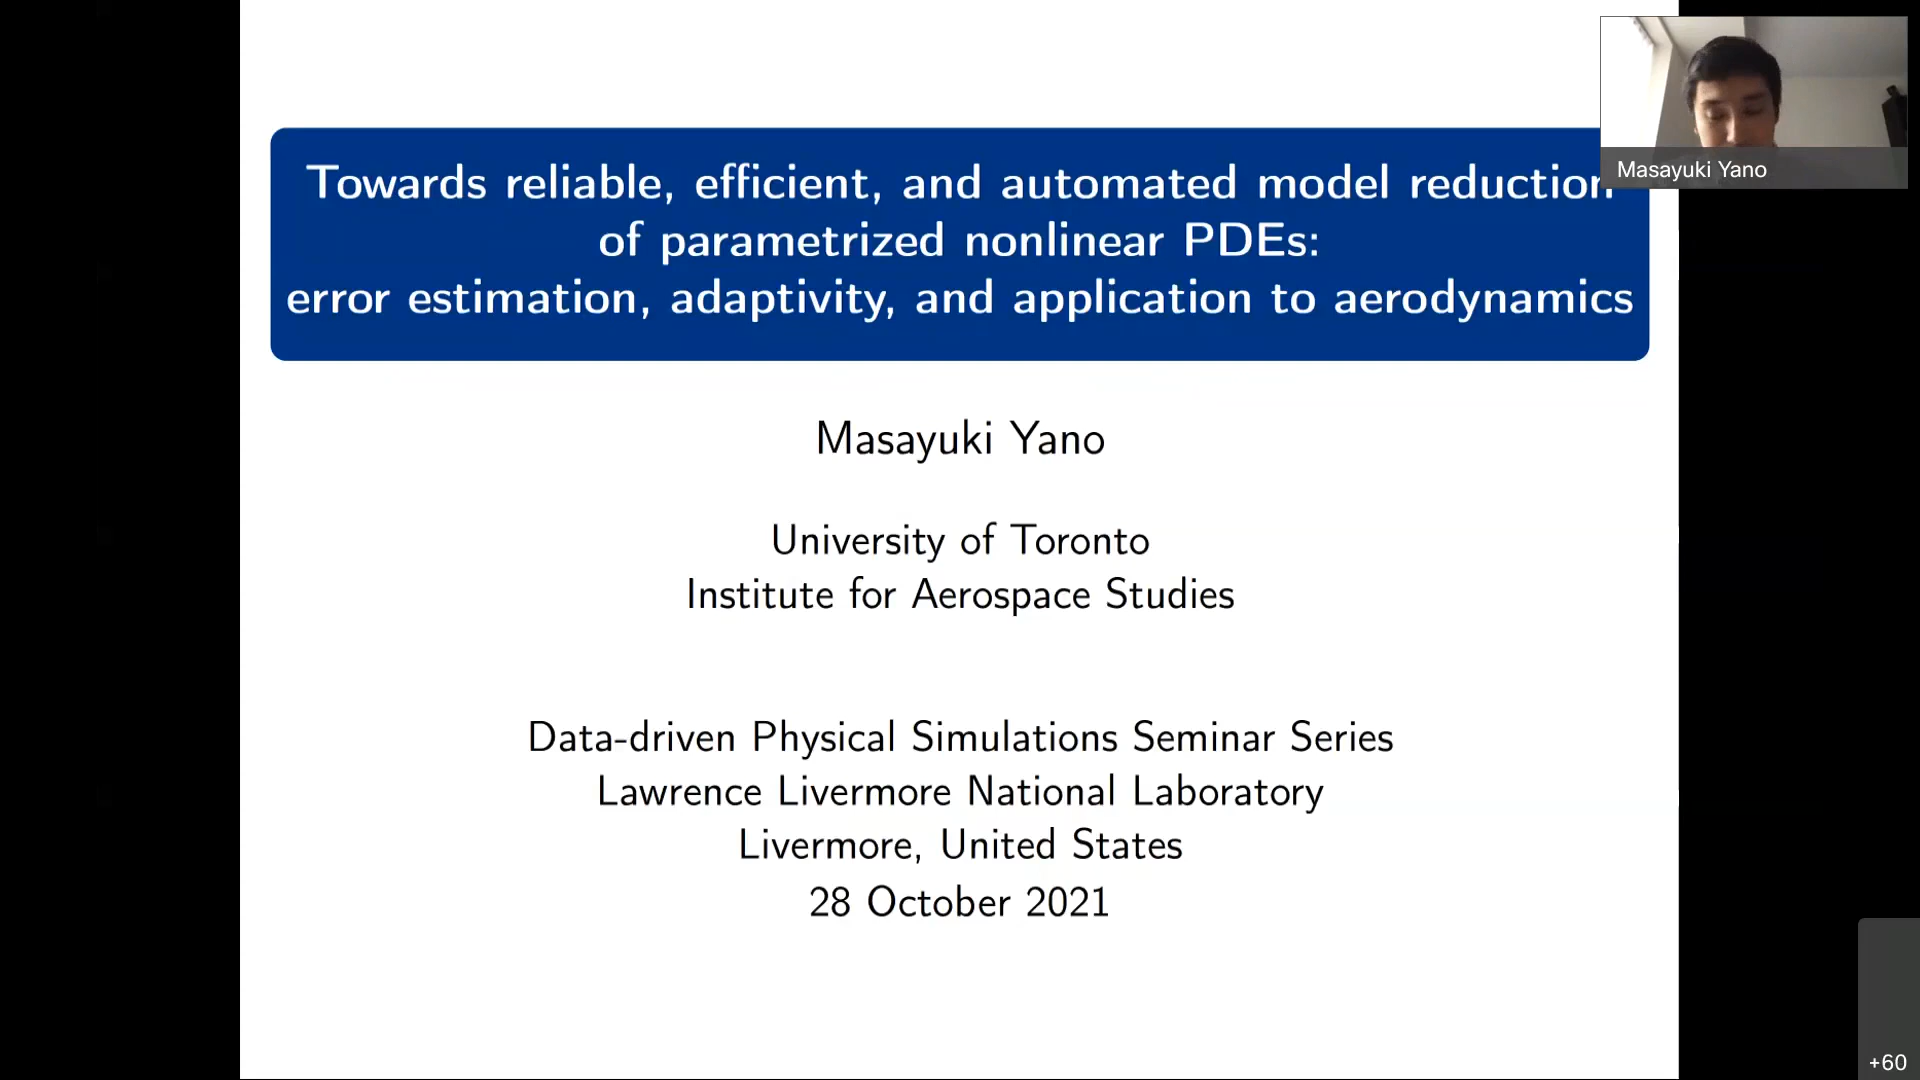 Towards reliable, efficient, and automated model reduction
of parametrized nonlinear PDEs:
error estimation, adaptivity, and application to aerodynamics
Masayuki Yano
Masayuki Yano
University of Toronto
Institute for Aerospace Studies
Data-driven Physical Simulations Seminar Series
Lawrence Livermore National Laboratory
Livermore, United States
28 October 2021
+60